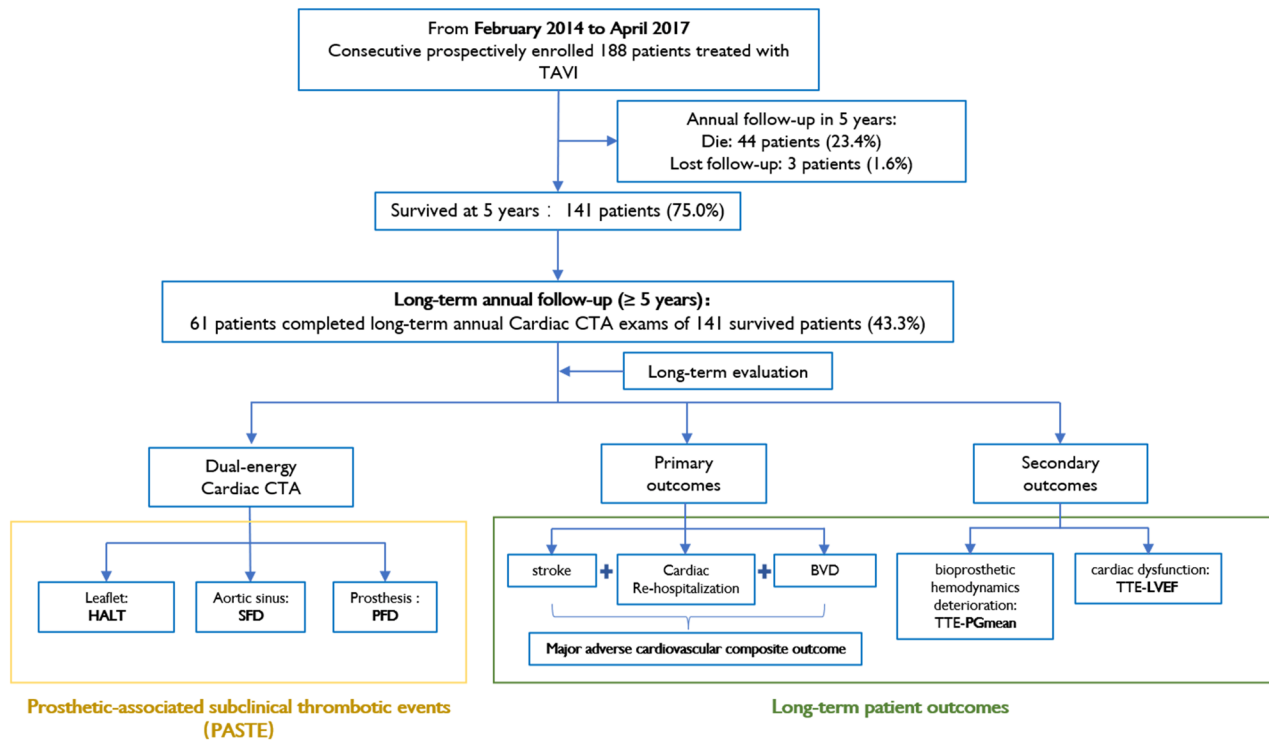 From February 2014 to April 2017
Consecutive prospectively enrolled 188 patients treated with
TAVI
Annual follow-up in 5 years:
Die: 44 patients (23.4%)
Lost follow-up: 3 patients (1.6%)
Survived at 5 years： 141 patients (75.0%)
Long-term annual follow-up (≥ 5 years)：
61 patients completed long-term annual Cardiac CTA exams of 141 survived patients (43.3%)
Long-term evaluation
Dual-energy
Cardiac CTA
Primary
outcomes
Secondary
outcomes
Leaflet:
HALT
Aortic sinus:
SFD
Prosthesis :
PFD
stroke
+
Cardiac
Re-hospitalization
+
BVD
Major adverse cardiovascular composite outcome
bioprosthetic
hemodynamics
deterioration:
TTE-PGmean
cardiac dysfunction:
TTE-LVEF
Prosthetic-associated subclinical thrombotic events
(PASTE)
Long-term patient outcomes